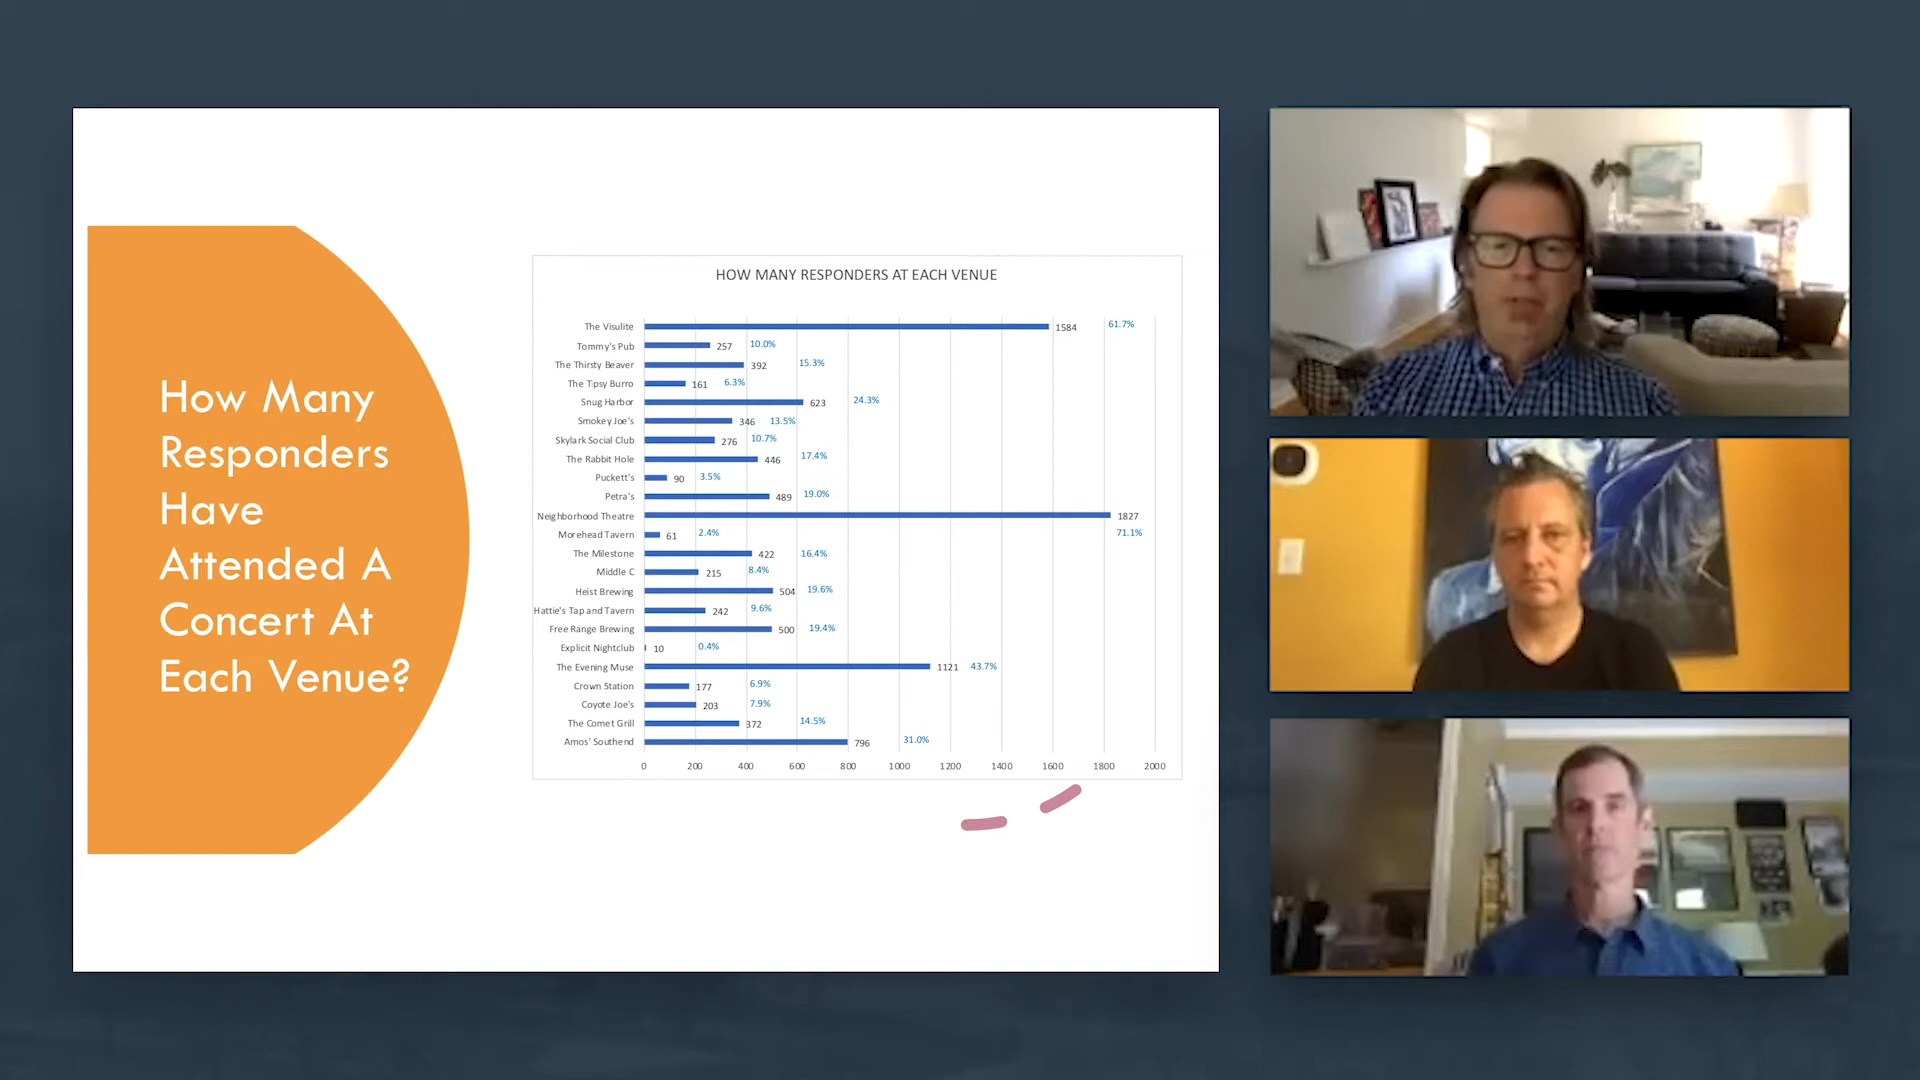 How Many
Responders
Have
Attended A
Concert At
Each Venue?
HOW MANY RESPONDERS AT EACH VENUE
The Visulite 1584 61.7%
Tommy's Pub 257 10.0%
The Thirsty Beaver 392 15.3%
The Tipsy Burro 161 6.3%
Snug Harbor 623 24.3%
Smokey Joe's 346 13.5%
Skylark Social Club 276 10.7%
The Rabbit Hole 446 17.4%
Puckett's 90 3.5%
Petra's 489 19.0%
Neighborhood Theatre 1827 71.1%
Morehead Tavern 61 2.4%
The Milestone 422 16.4%
Middle C 215 8.4%
Heist Brewing 504 19.6%
Hattie's Tap and Tavern 242 9.6%
Free Range Brewing 500 19.4%
Explicit Nightclub 10 0.4%
The Evening Muse 1121 43.7%
Crown Station 177 6.9%
Coyote Joe's 203 7.9%
The Comet Grill 372 14.5%
Amos' Southend 796 31.0%
0 200 400 600 800 1000 1200 1400 1600 1800 2000